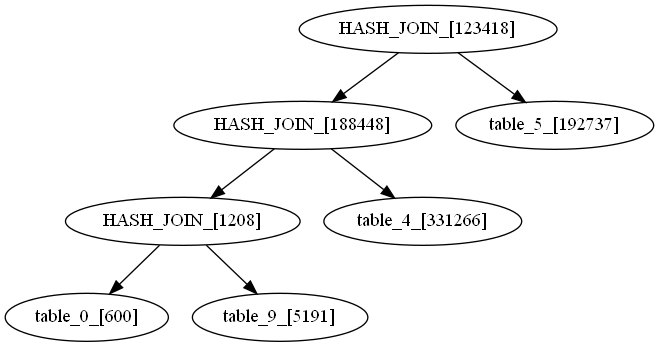 HASH_JOIN_[123418]
HASH_JOIN_[188448]
table_5_[192737]
HASH_JOIN_[1208]
table_4_[331266]
table_0_[600]
table_9_[5191]